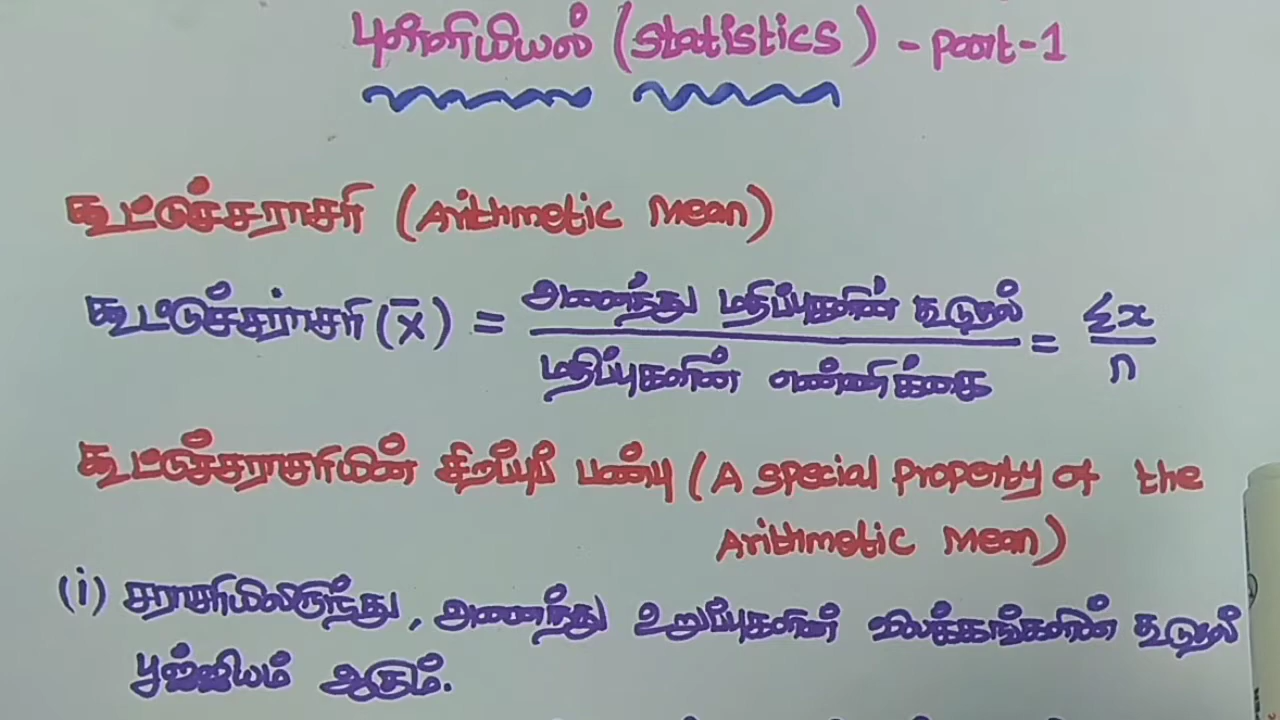 புள்ளியியல் (Statistics) - part-1
கூட்டுச்சராசரி (Arithmetic Mean)
கூட்டுச்சராசரி (x̄) = அனைத்து மதிப்புகளின் கூடுதல் / மதிப்புகளின் எண்ணிக்கை = Σx / n
கூட்டுச்சராசரியின் சிறப்புப் பண்பு (A special property of the
Arithmetic Mean)
(i) சராசரியிலிருந்து, அனைத்து உறுப்புகளின் விலக்கங்களின் கூடுதல்
பூஜ்ஜியம் ஆகும்.